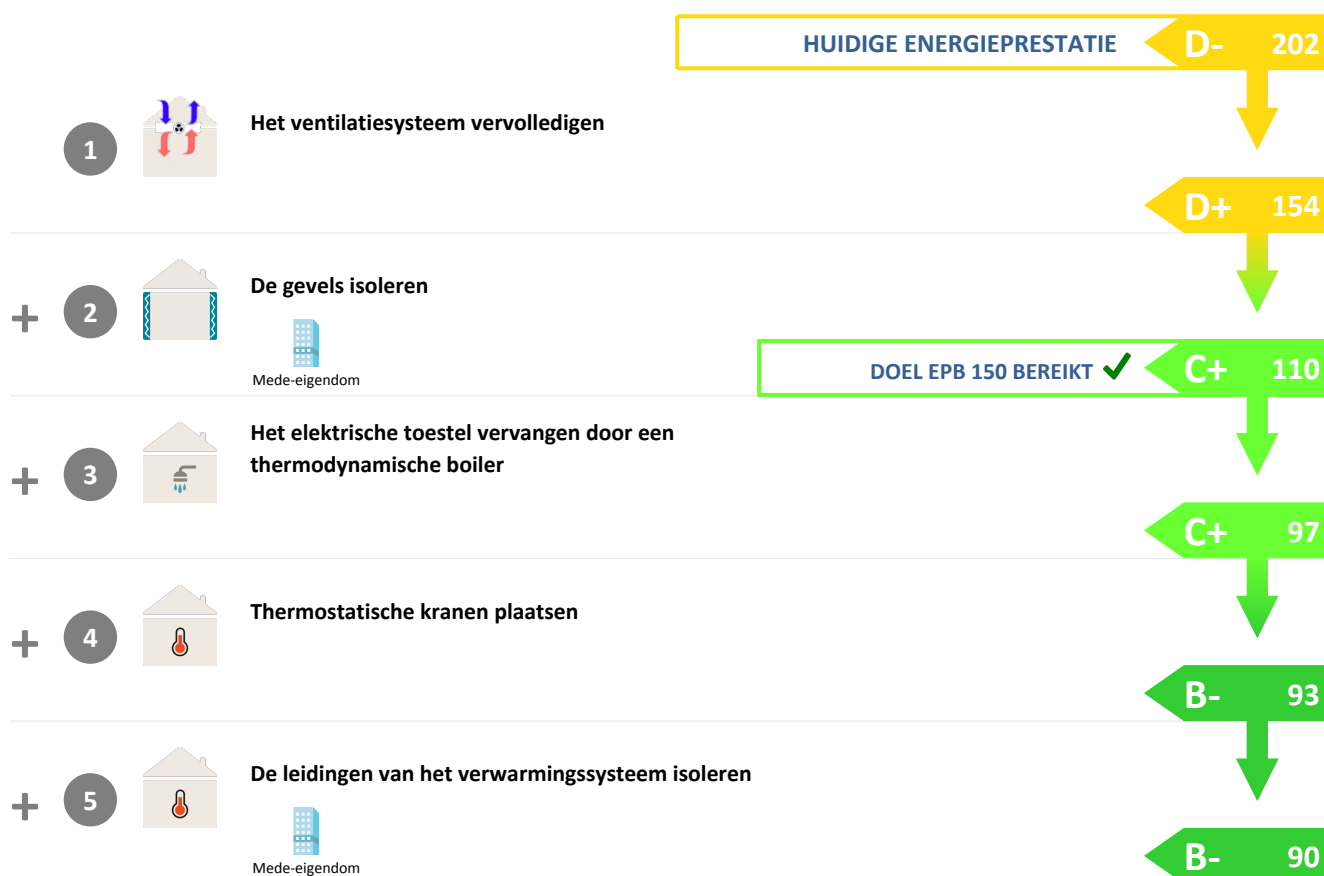 HUIDIGE ENERGIEPRESTATIE D- 202
1 Het ventilatiesysteem vervolledigen
D+ 154
+ 2 De gevels isoleren
Mede-eigendom
DOEL EPB 150 BEREIKT ✓ C+ 110
+ 3 Het elektrische toestel vervangen door een
thermodynamische boiler
C+ 97
+ 4 Thermostatische kranen plaatsen
B- 93
+ 5 De leidingen van het verwarmingssysteem isoleren
Mede-eigendom
B- 90